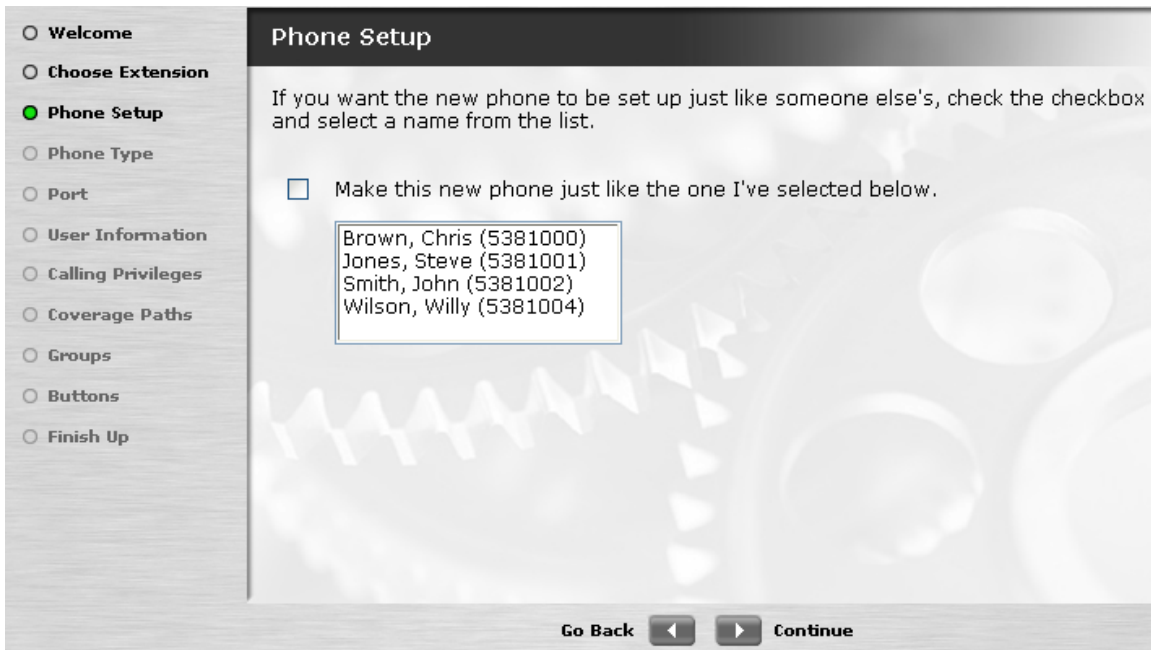 Welcome
Choose Extension
Phone Setup
Phone Type
Port
User Information
Calling Privileges
Coverage Paths
Groups
Buttons
Finish Up
Phone Setup
If you want the new phone to be set up just like someone else's, check the checkbox
and select a name from the list.
Make this new phone just like the one I've selected below.
Brown, Chris (5381000)
Jones, Steve (5381001)
Smith, John (5381002)
Wilson, Willy (5381004)
Go Back Continue